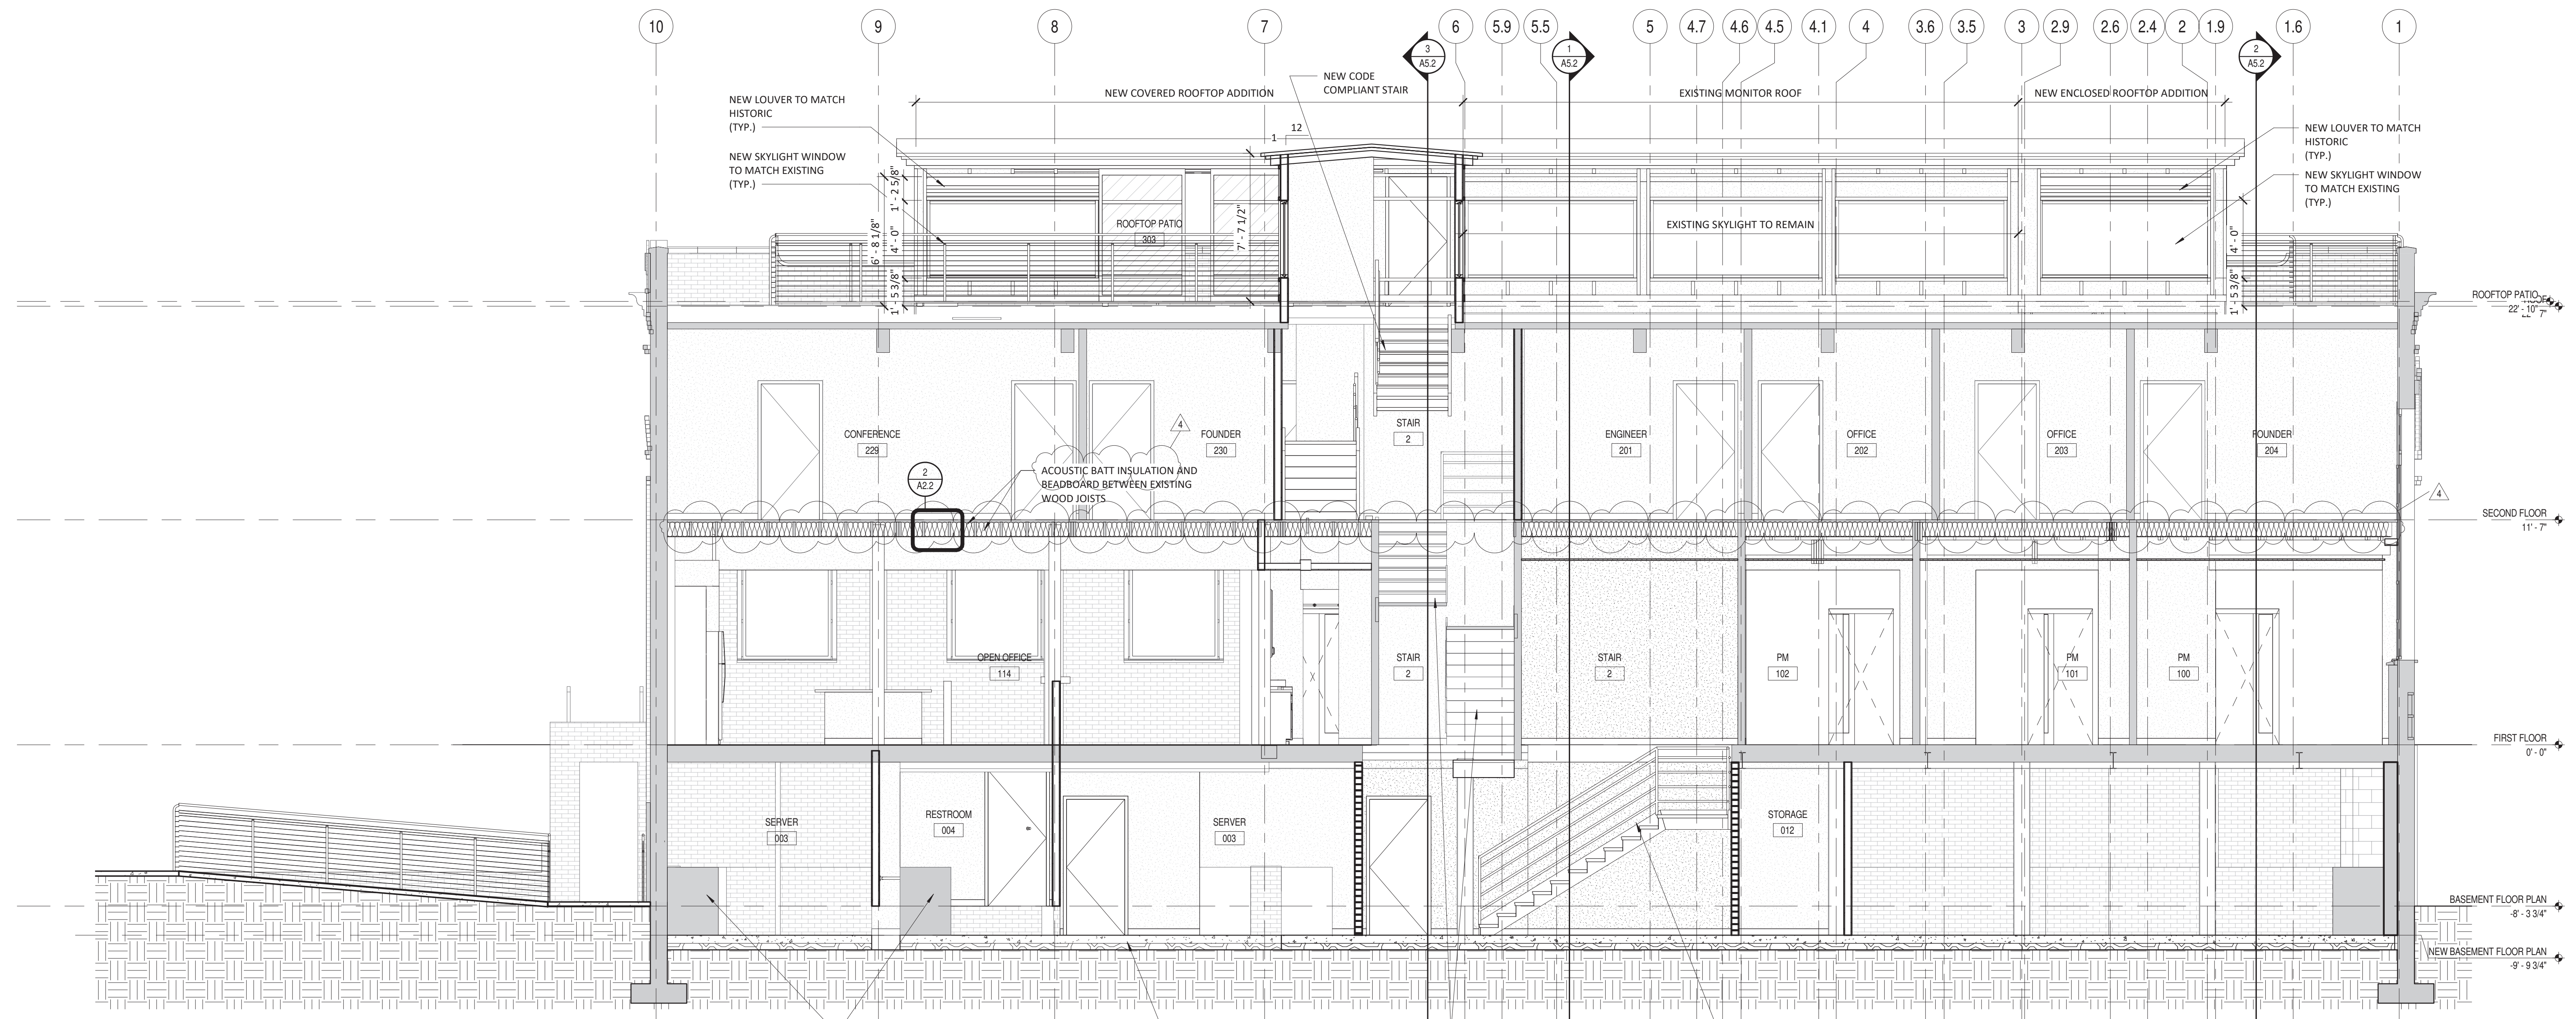 10 9 8 7 6 5.9 5.5 5 4.7 4.6 4.5 4.1 4 3.6 3.5 3 2.9 2.6 2.4 2 1.9 1.6 1
3
A5.2
1
A5.2
2
A5.2
NEW CODE
COMPLIANT STAIR
NEW COVERED ROOFTOP ADDITION
EXISTING MONITOR ROOF
NEW ENCLOSED ROOFTOP ADDITION
NEW LOUVER TO MATCH
HISTORIC
(TYP.)
NEW SKYLIGHT WINDOW
TO MATCH EXISTING
(TYP.)
12
1
NEW LOUVER TO MATCH
HISTORIC
(TYP.)
NEW SKYLIGHT WINDOW
TO MATCH EXISTING
(TYP.)
6' - 8 1/8"
1' - 2 5/8"
4' - 0"
1' - 5 3/8"
ROOFTOP PATIO
303
7' - 7 1/2"
EXISTING SKYLIGHT TO REMAIN
4' - 0"
1' - 5 3/8"
ROOFTOP PATIO
22' - 10"
CONFERENCE
229
FOUNDER
230
4
STAIR
2
ENGINEER
201
OFFICE
202
OFFICE
203
FOUNDER
204
2
A2.2
ACOUSTIC BATT INSULATION AND
BEADBOARD BETWEEN EXISTING
WOOD JOISTS
4
SECOND FLOOR
11' - 7"
OPEN OFFICE
114
STAIR
2
STAIR
2
PM
102
PM
101
PM
100
FIRST FLOOR
0' - 0"
SERVER
003
RESTROOM
004
SERVER
003
STORAGE
012
BASEMENT FLOOR PLAN
-8' - 3 3/4"
NEW BASEMENT FLOOR PLAN
-9' - 9 3/4"